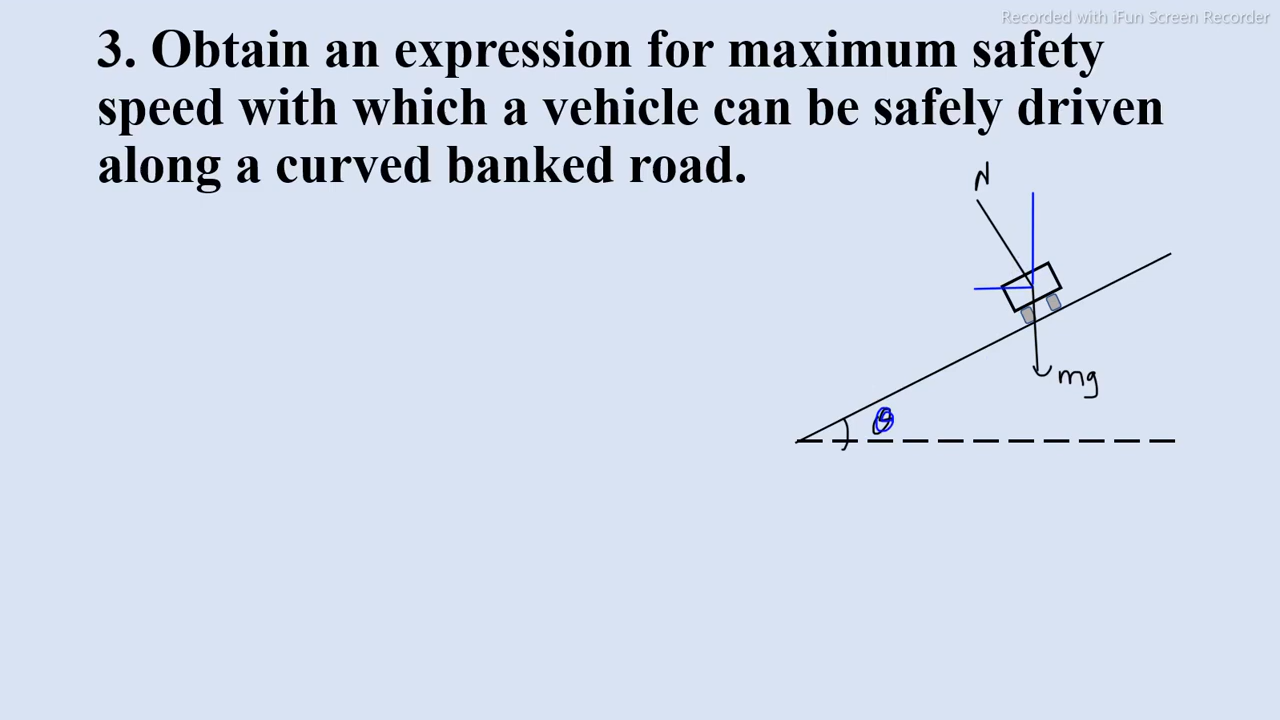 Recorded with iFun Screen Recorder
3. Obtain an expression for maximum safety
speed with which a vehicle can be safely driven
along a curved banked road.
N
mg
θ